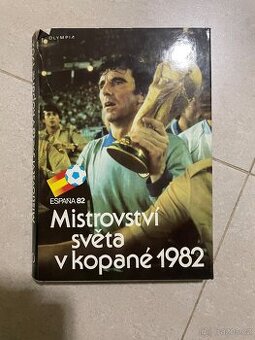 OLYMPIA
ESPAÑA 82
Mistrovství
světa
v kopané 1982